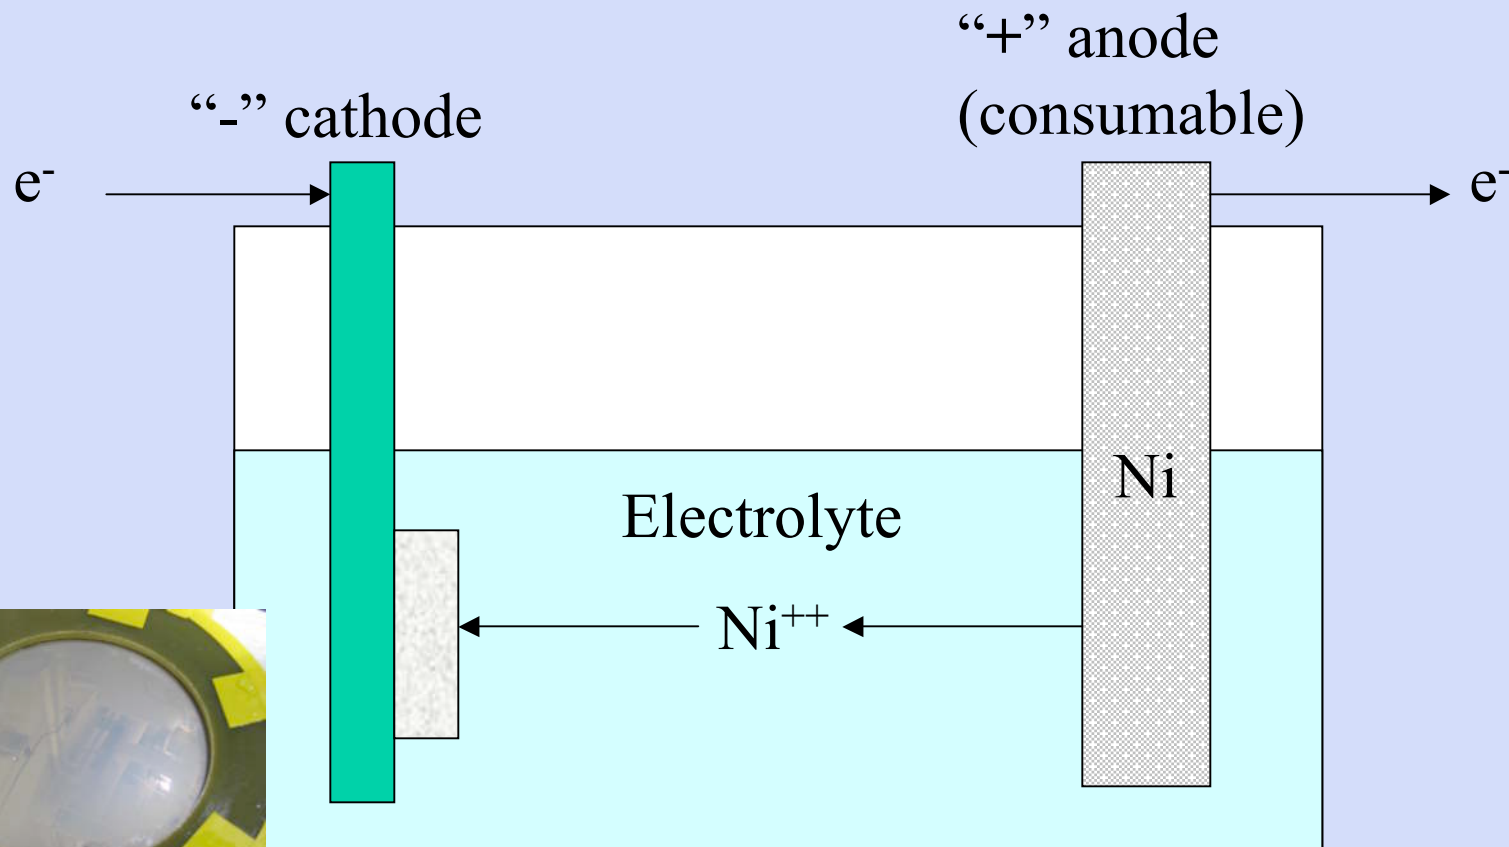 “+” anode
“-” cathode
(consumable)
e⁻
e⁻
Ni
Electrolyte
Ni⁺⁺